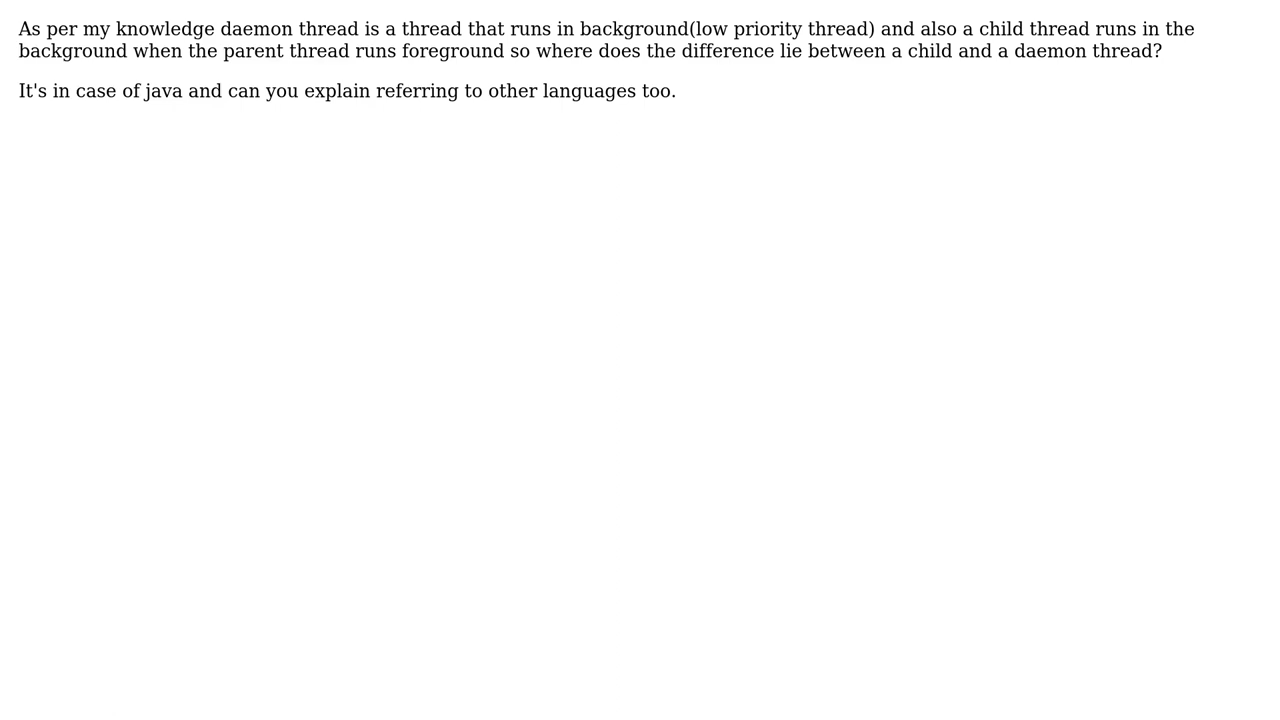 As per my knowledge daemon thread is a thread that runs in background(low priority thread) and also a child thread runs in the
background when the parent thread runs foreground so where does the difference lie between a child and a daemon thread?
It's in case of java and can you explain referring to other languages too.